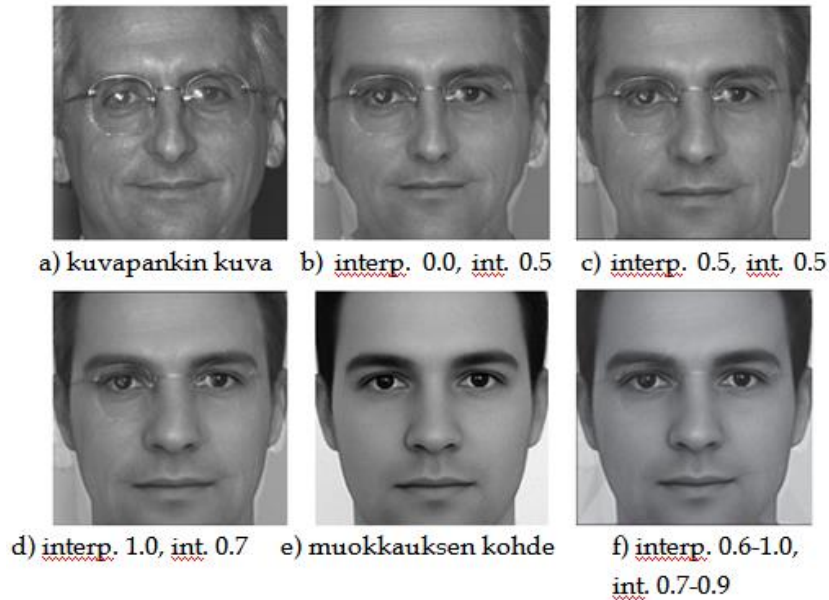 a) kuvapankin kuva
b) interp. 0.0, int. 0.5
c) interp. 0.5, int. 0.5
d) interp. 1.0, int. 0.7
e) muokkauksen kohde
f) interp. 0.6-1.0,
int. 0.7-0.9